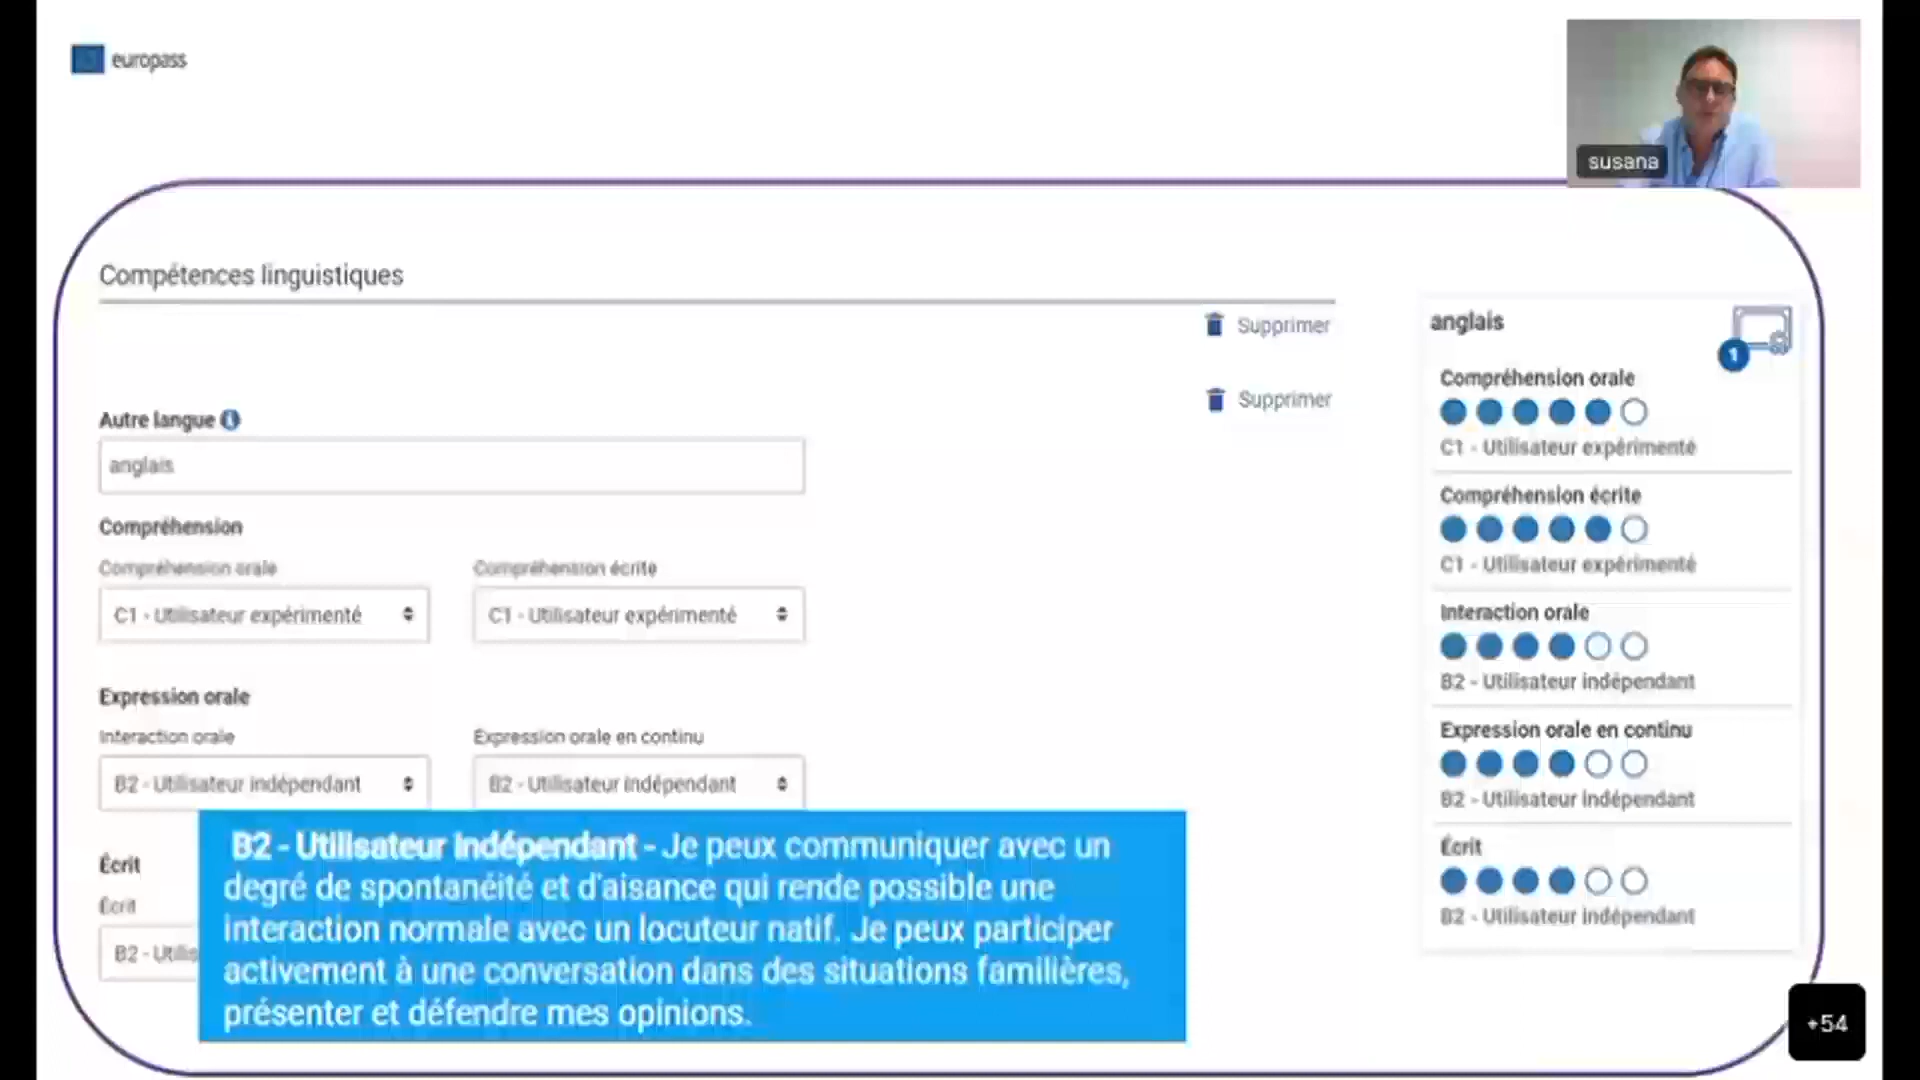 europass
susana
Compétences linguistiques
Supprimer
Supprimer
Autre langue
anglais
Compréhension
Compréhension orale
Compréhension écrite
C1 - Utilisateur expérimenté
C1 - Utilisateur expérimenté
Expression orale
Interaction orale
Expression orale en continu
B2 - Utilisateur indépendant
B2 - Utilisateur indépendant
Écrit
Écrit
B2 - Utilis
B2 - Utilisateur Indépendant - Je peux communiquer avec un
degré de spontanéité et d'aisance qui rende possible une
interaction normale avec un locuteur natif. Je peux participer
activement à une conversation dans des situations familières,
présenter et défendre mes opinions.
anglais
1
Compréhension orale
C1 - Utilisateur expérimenté
Compréhension écrite
C1 - Utilisateur expérimenté
Interaction orale
B2 - Utilisateur indépendant
Expression orale en continu
B2 - Utilisateur indépendant
Écrit
B2 - Utilisateur indépendant
+54